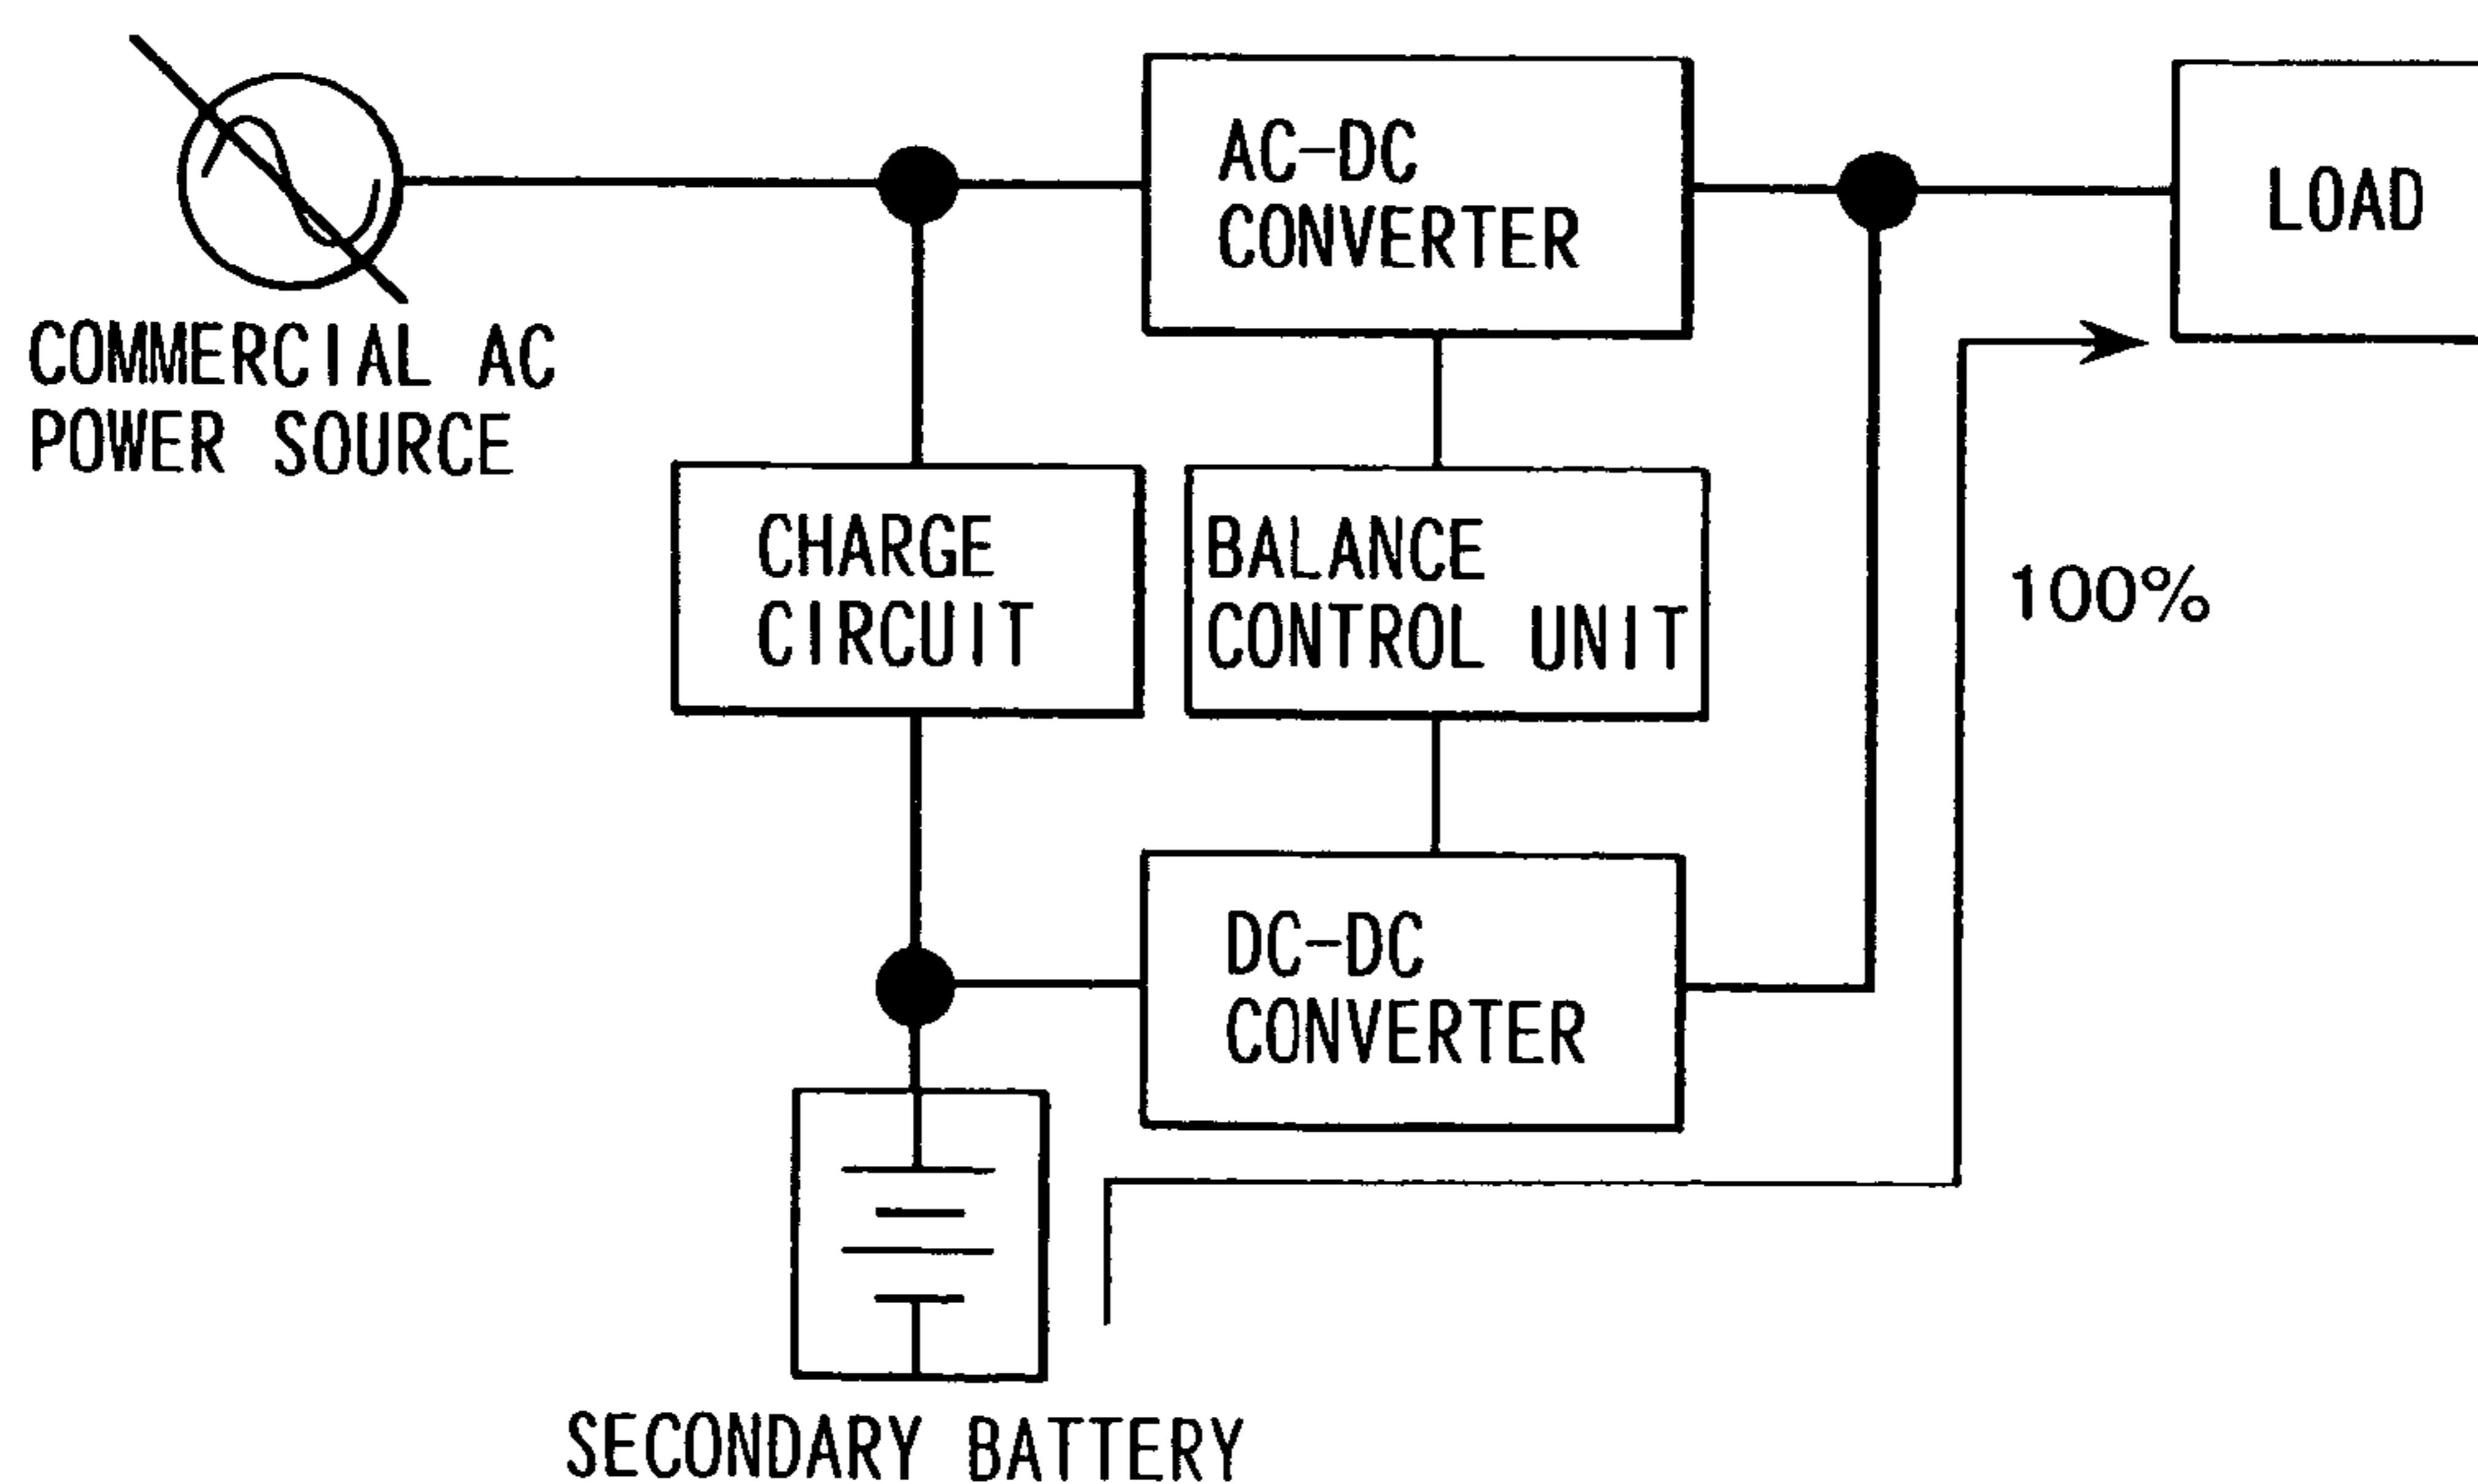 AC-DC
CONVERTER
LOAD
COMMERCIAL AC
POWER SOURCE
CHARGE
CIRCUIT
BALANCE
CONTROL UNIT
100%
DC-DC
CONVERTER
SECONDARY BATTERY